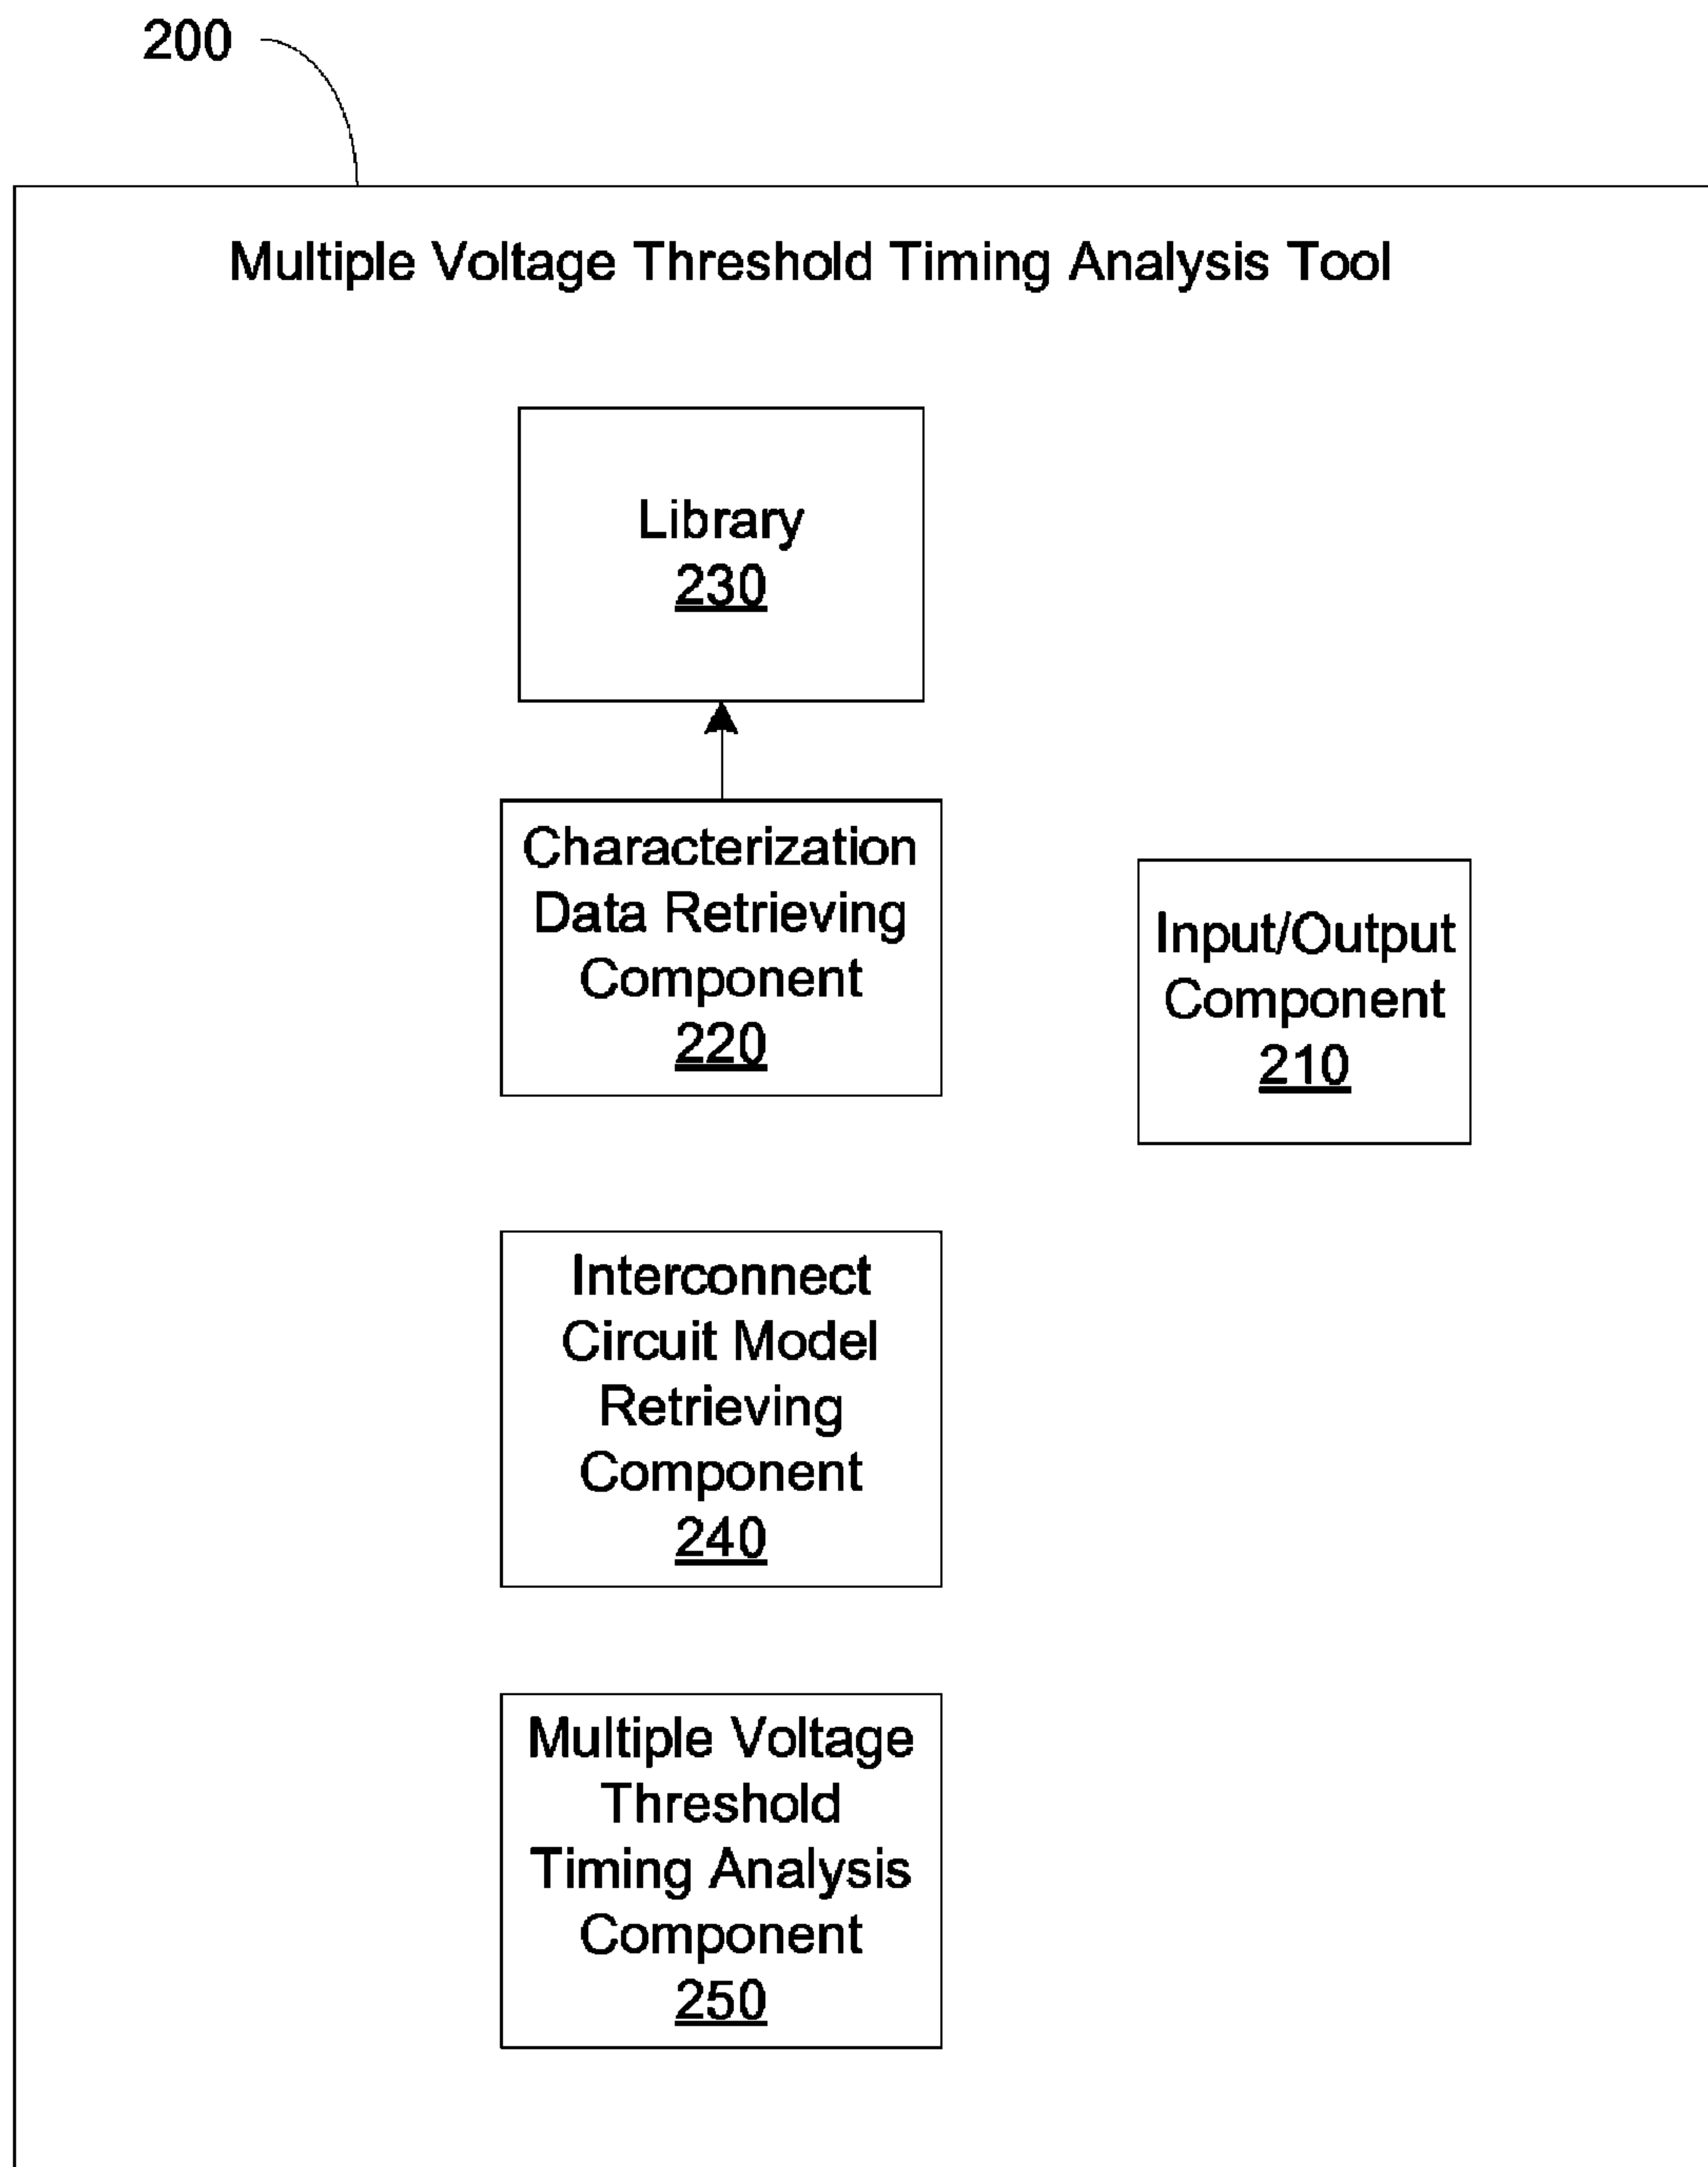 200
Multiple Voltage Threshold Timing Analysis Tool
Library
230
Characterization
Data Retrieving
Component
220
Input/Output
Component
210
Interconnect
Circuit Model
Retrieving
Component
240
Multiple Voltage
Threshold
Timing Analysis
Component
250